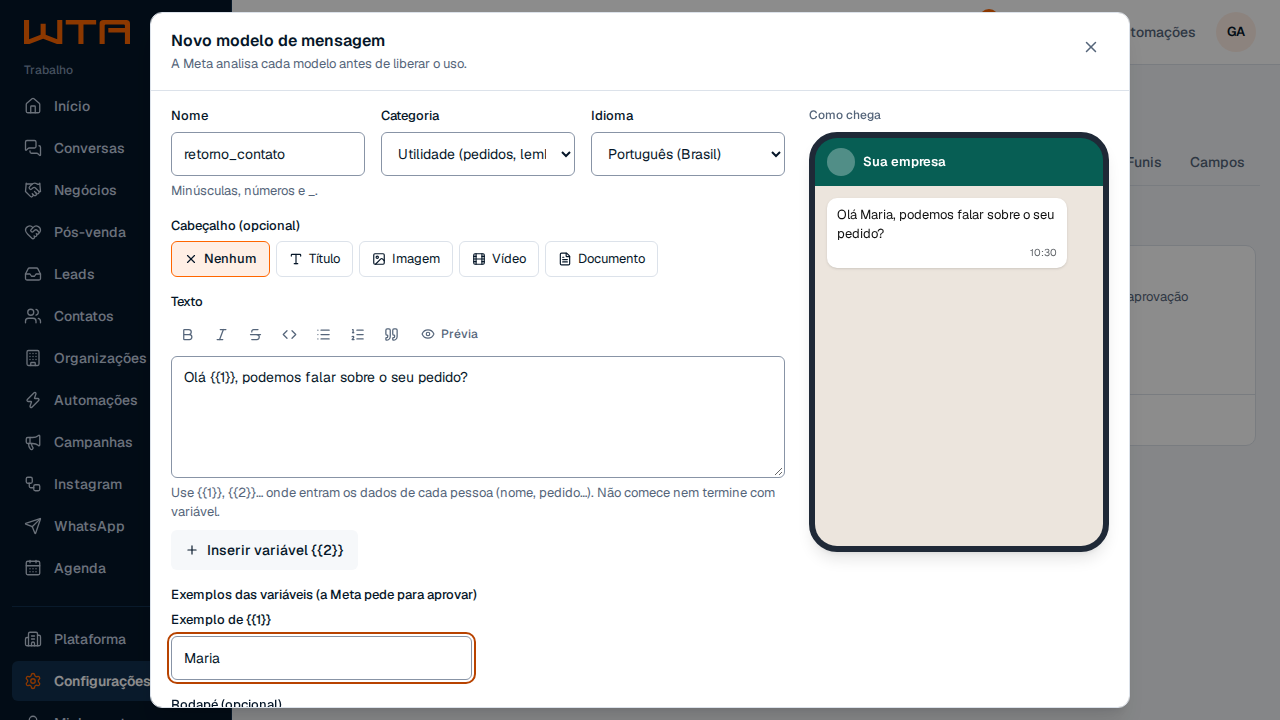 WTA
Trabalho
Início
Conversas
Negócios
Pós-venda
Leads
Contatos
Organizações
Automações
Campanhas
Instagram
WhatsApp
Agenda
Plataforma
Configurações
Novo modelo de mensagem
A Meta analisa cada modelo antes de liberar o uso.
Nome
Categoria
Idioma
retorno_contato
Utilidade (pedidos, leml
Português (Brasil)
Minúsculas, números e _.
Cabeçalho (opcional)
Nenhum
Título
Imagem
Vídeo
Documento
Texto
Prévia
Olá {{1}}, podemos falar sobre o seu pedido?
Use {{1}}, {{2}}… onde entram os dados de cada pessoa (nome, pedido…). Não comece nem termine com
variável.
Inserir variável {{2}}
Exemplos das variáveis (a Meta pede para aprovar)
Exemplo de {{1}}
Maria
Rodapé (opcional)
Como chega
Sua empresa
Olá Maria, podemos falar sobre o seu
pedido?
10:30
tomações
GA
Funis
Campos
aprovação